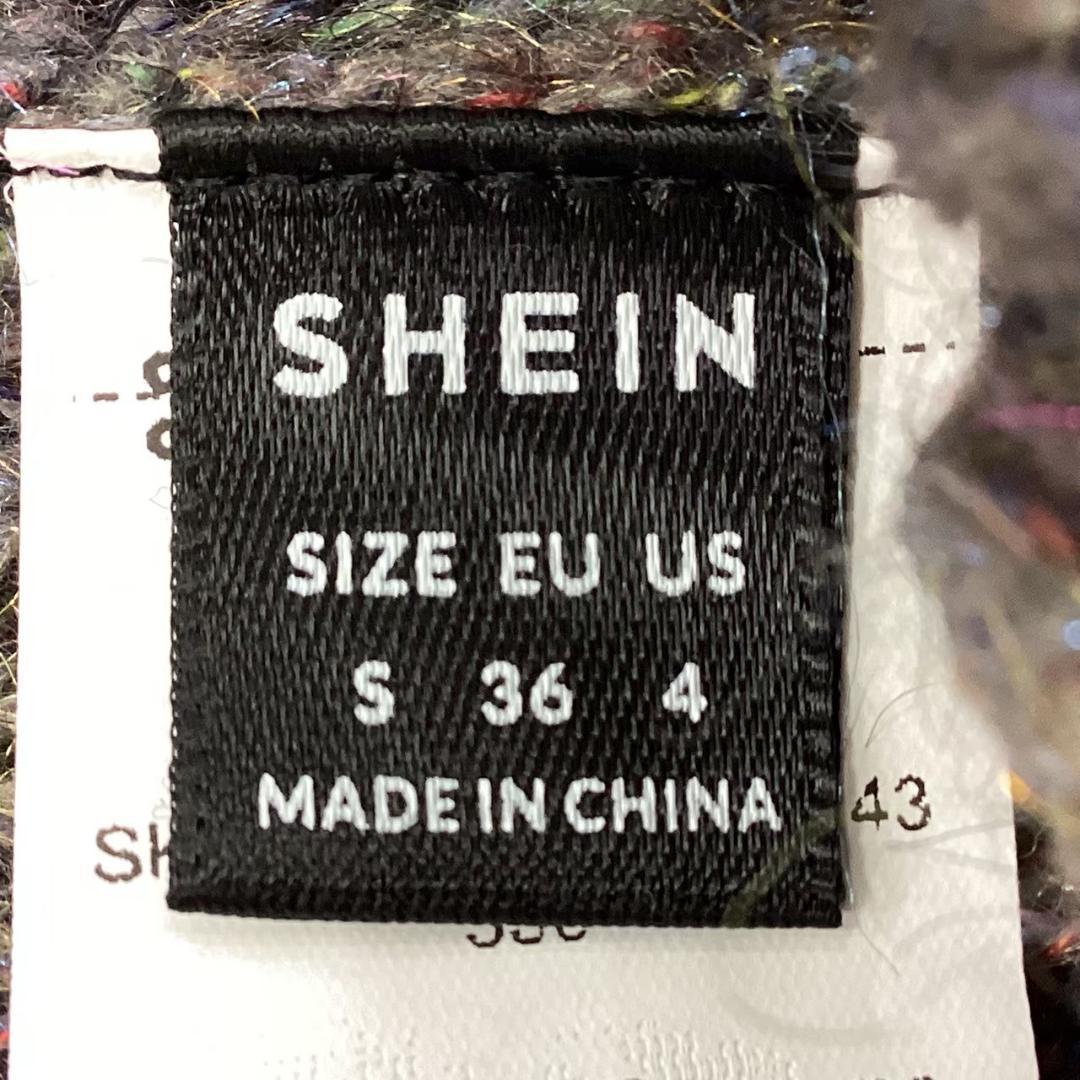 SHEIN
SIZE EU US
S 36 4
MADE IN CHINA
43